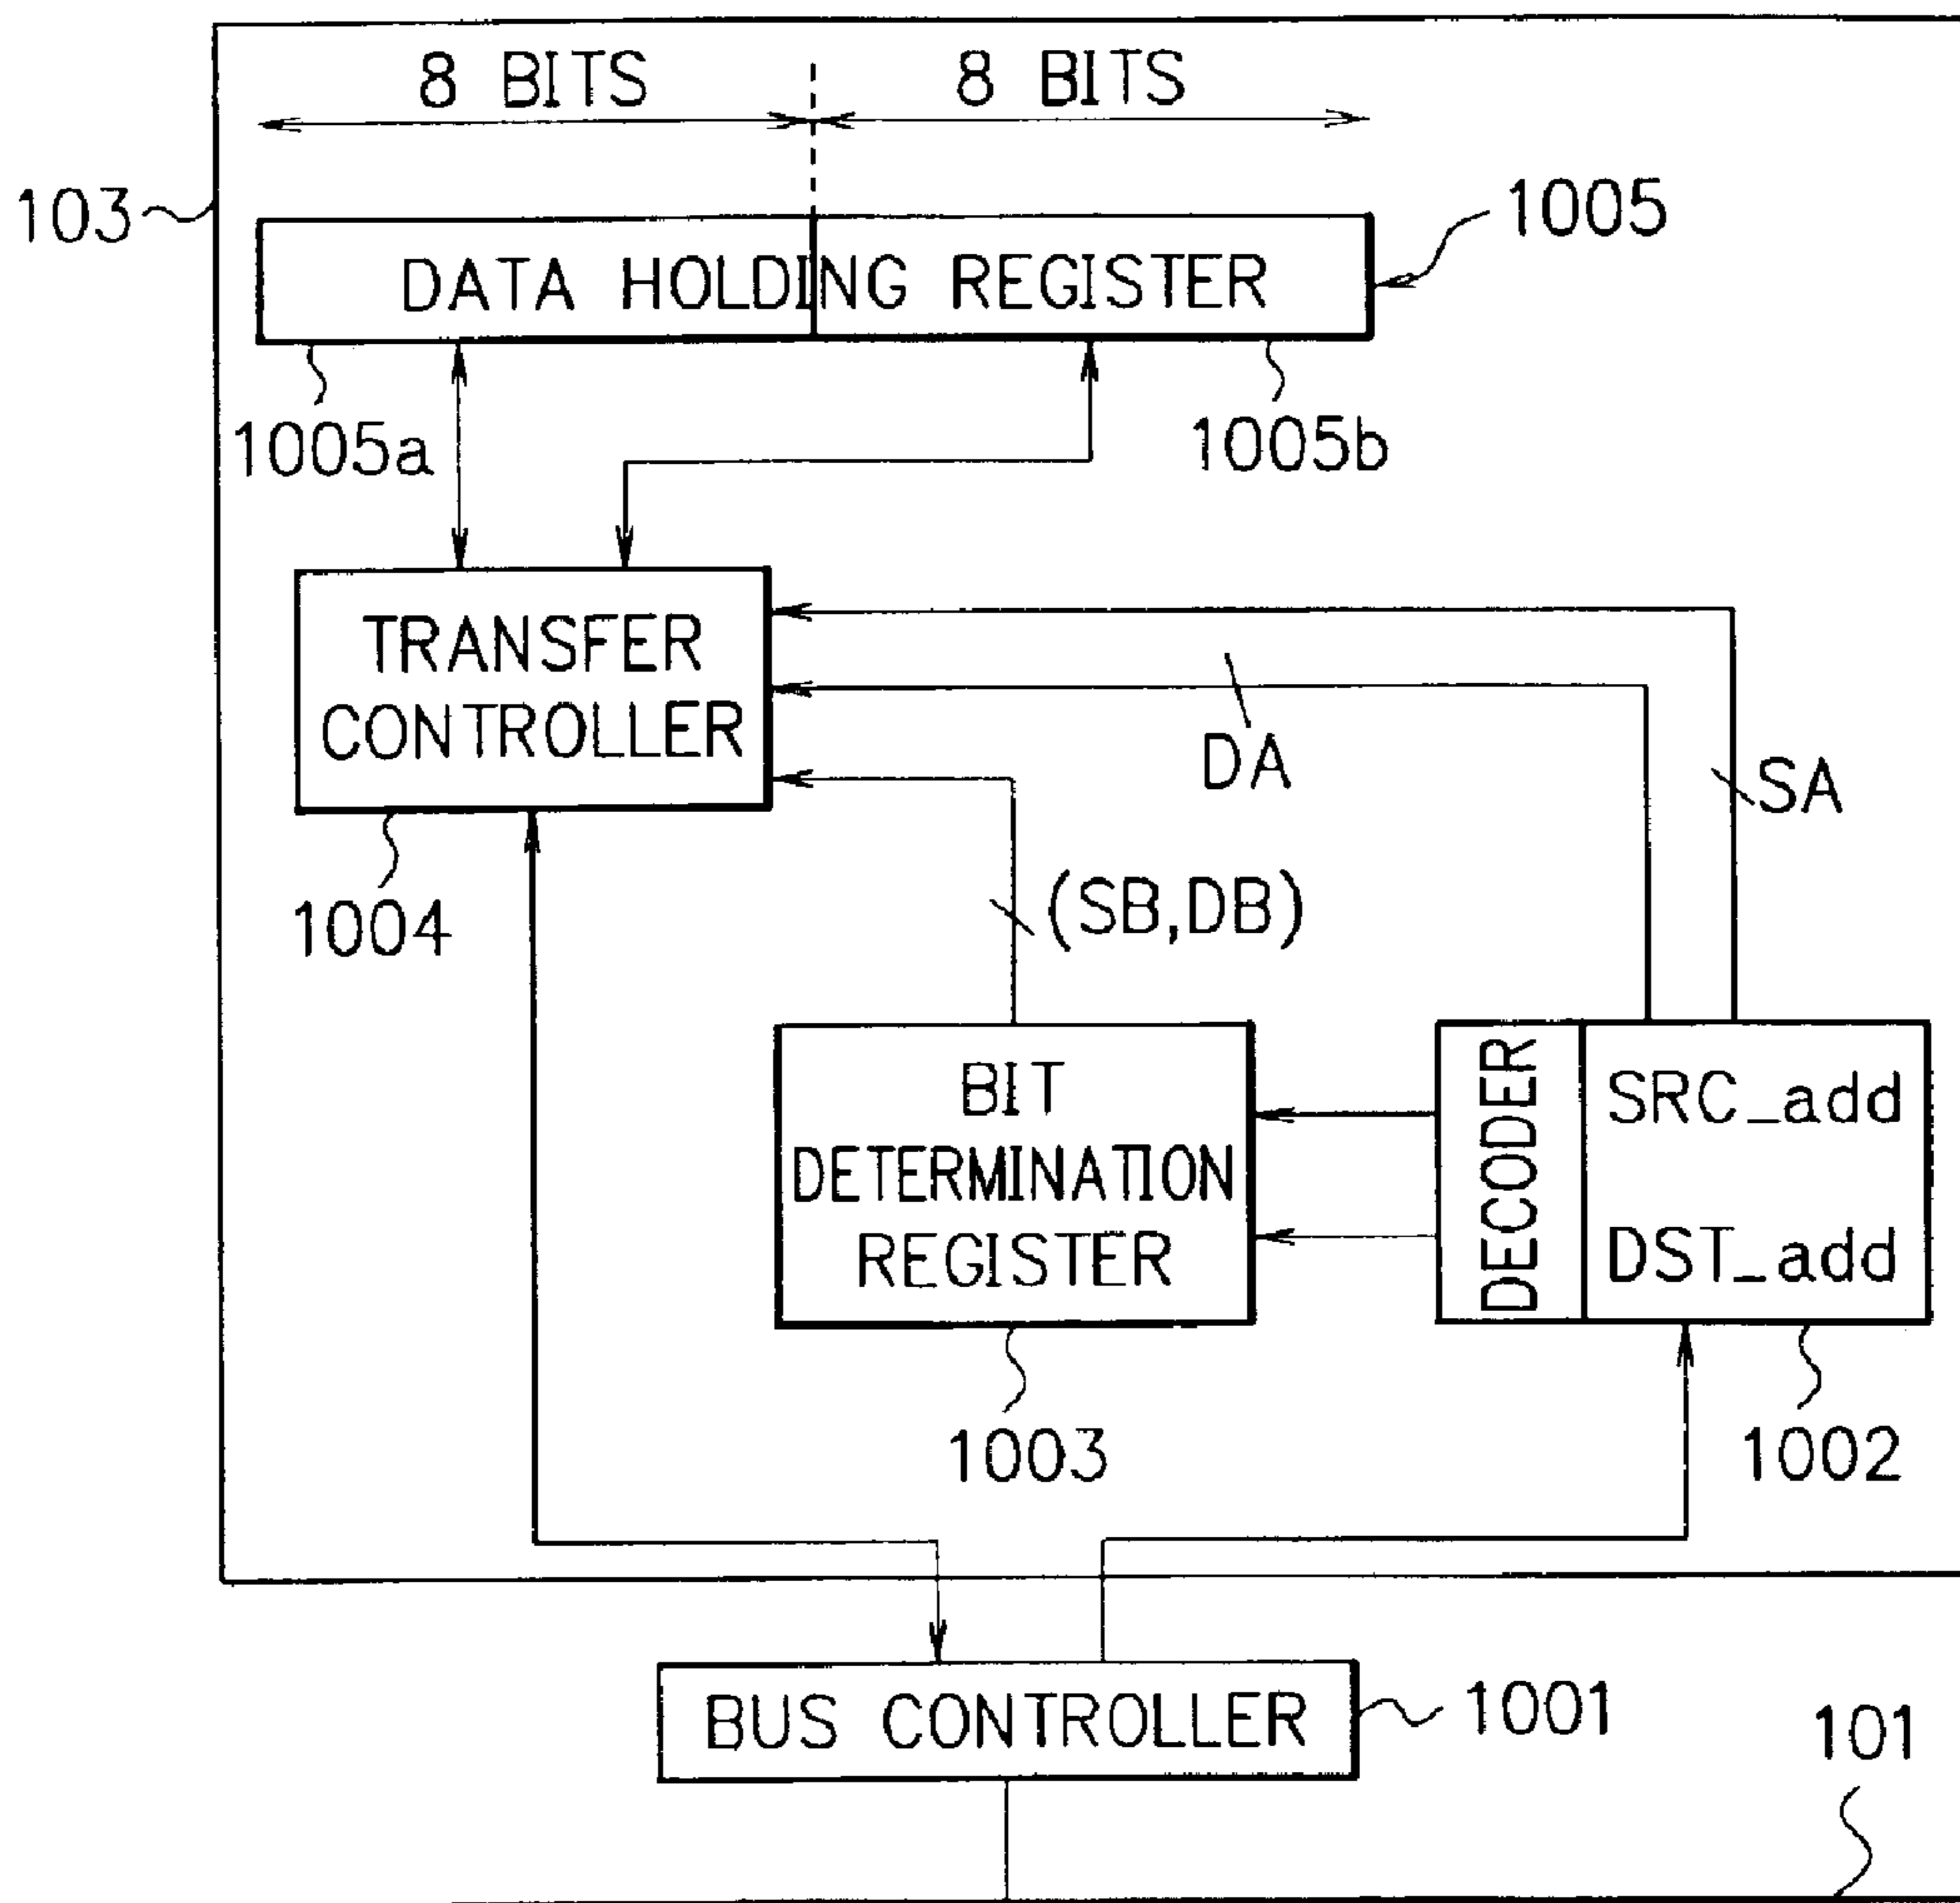 8 BITS 8 BITS
103
1005
DATA HOLDING REGISTER
1005a
1005b
TRANSFER
CONTROLLER
DA
SA
1004
(SB,DB)
BIT
DETERMINATION
REGISTER
DECODER
SRC_add
DST_add
1003
1002
BUS CONTROLLER
1001
101